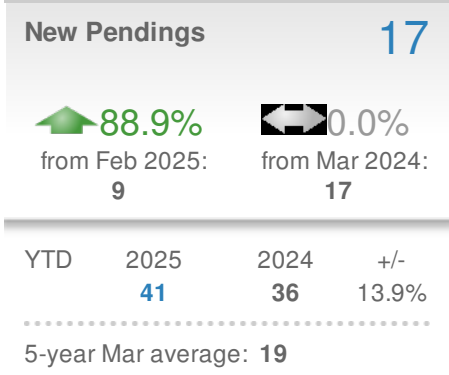 New Pendings 17
88.9% 0.0%
from Feb 2025: from Mar 2024:
9 17
YTD 2025 2024 +/-
41 36 13.9%
5-year Mar average: 19